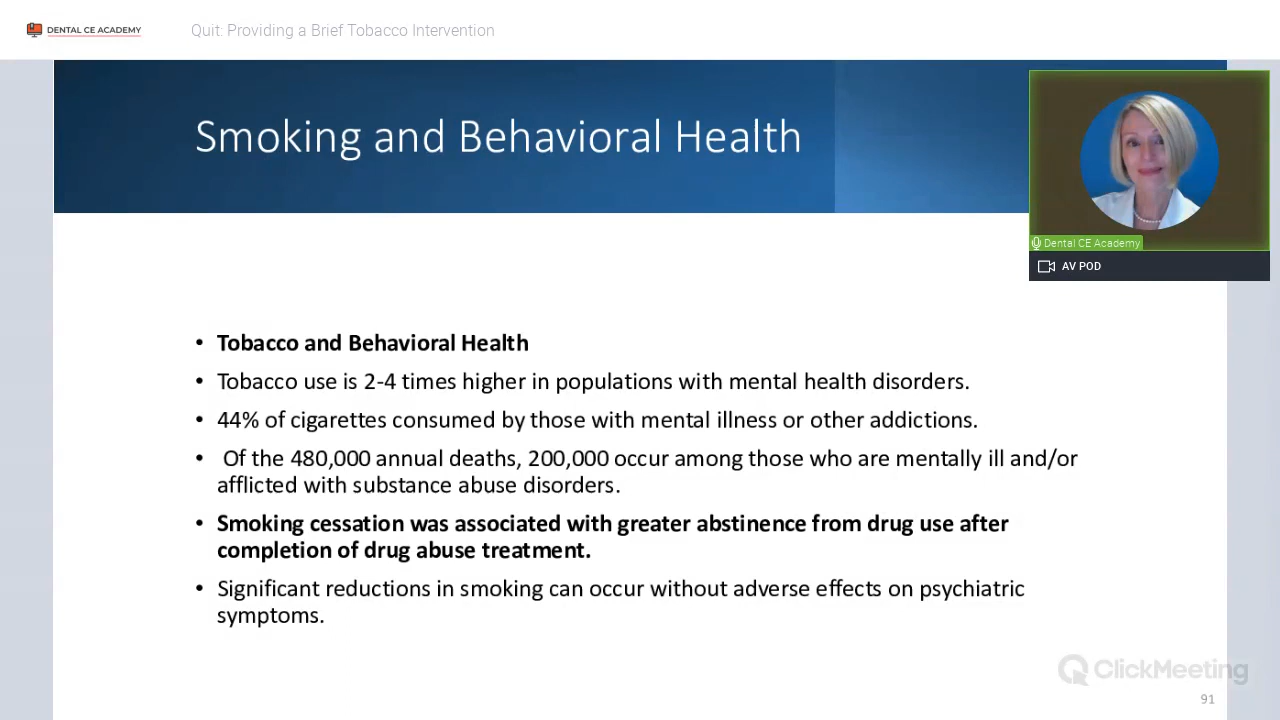 DENTAL CE ACADEMY
Quit: Providing a Brief Tobacco Intervention
Smoking and Behavioral Health
Dental CE Academy
AV POD
• Tobacco and Behavioral Health
• Tobacco use is 2-4 times higher in populations with mental health disorders.
• 44% of cigarettes consumed by those with mental illness or other addictions.
• Of the 480,000 annual deaths, 200,000 occur among those who are mentally ill and/or
afflicted with substance abuse disorders.
• Smoking cessation was associated with greater abstinence from drug use after
completion of drug abuse treatment.
• Significant reductions in smoking can occur without adverse effects on psychiatric
symptoms.
ClickMeeting
91